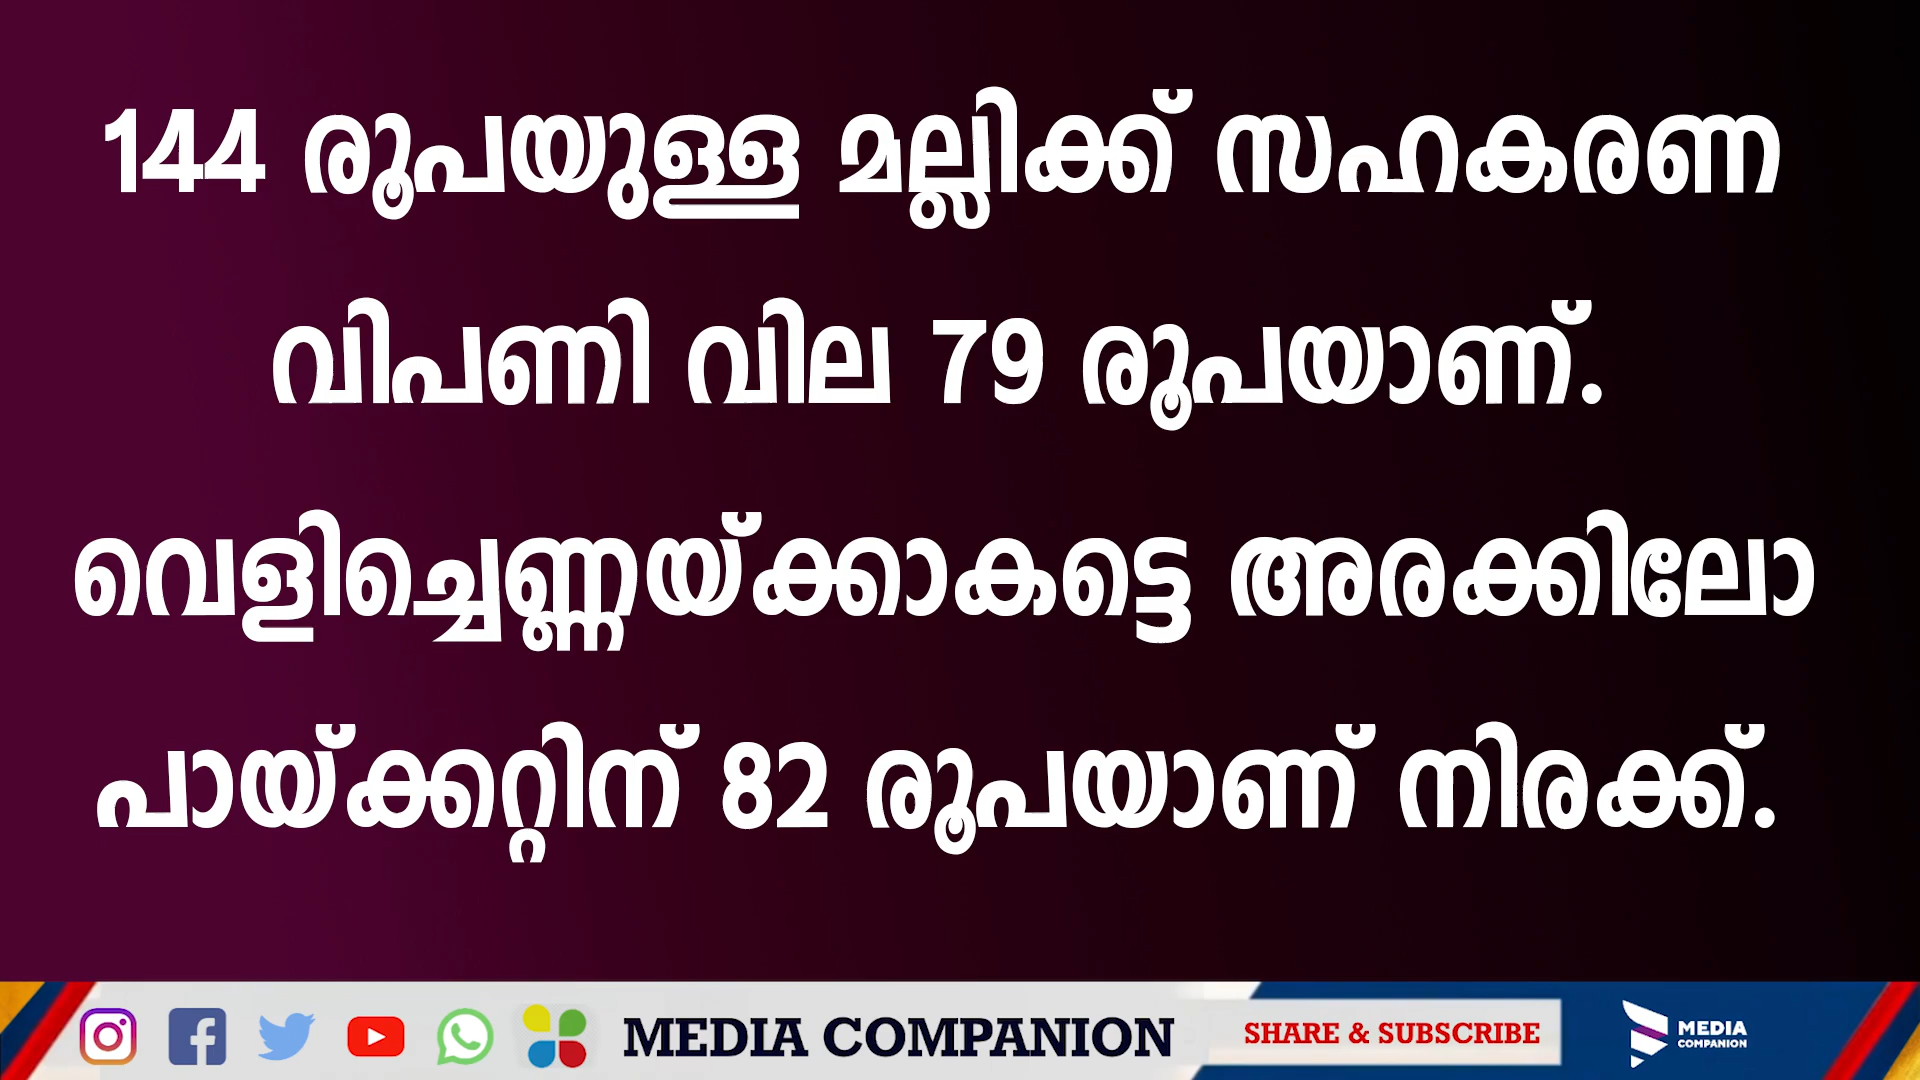 144 രൂപയുള്ള മല്ലിക്ക് സഹകരണ
വിപണി വില 79 രൂപയാണ്.
വെളിച്ചെണ്ണയ്ക്കാകട്ടെ അരക്കിലോ
പായ്ക്കറ്റിന് 82 രൂപയാണ് നിരക്ക്.
MEDIA COMPANION
SHARE & SUBSCRIBE
MEDIA
COMPANION